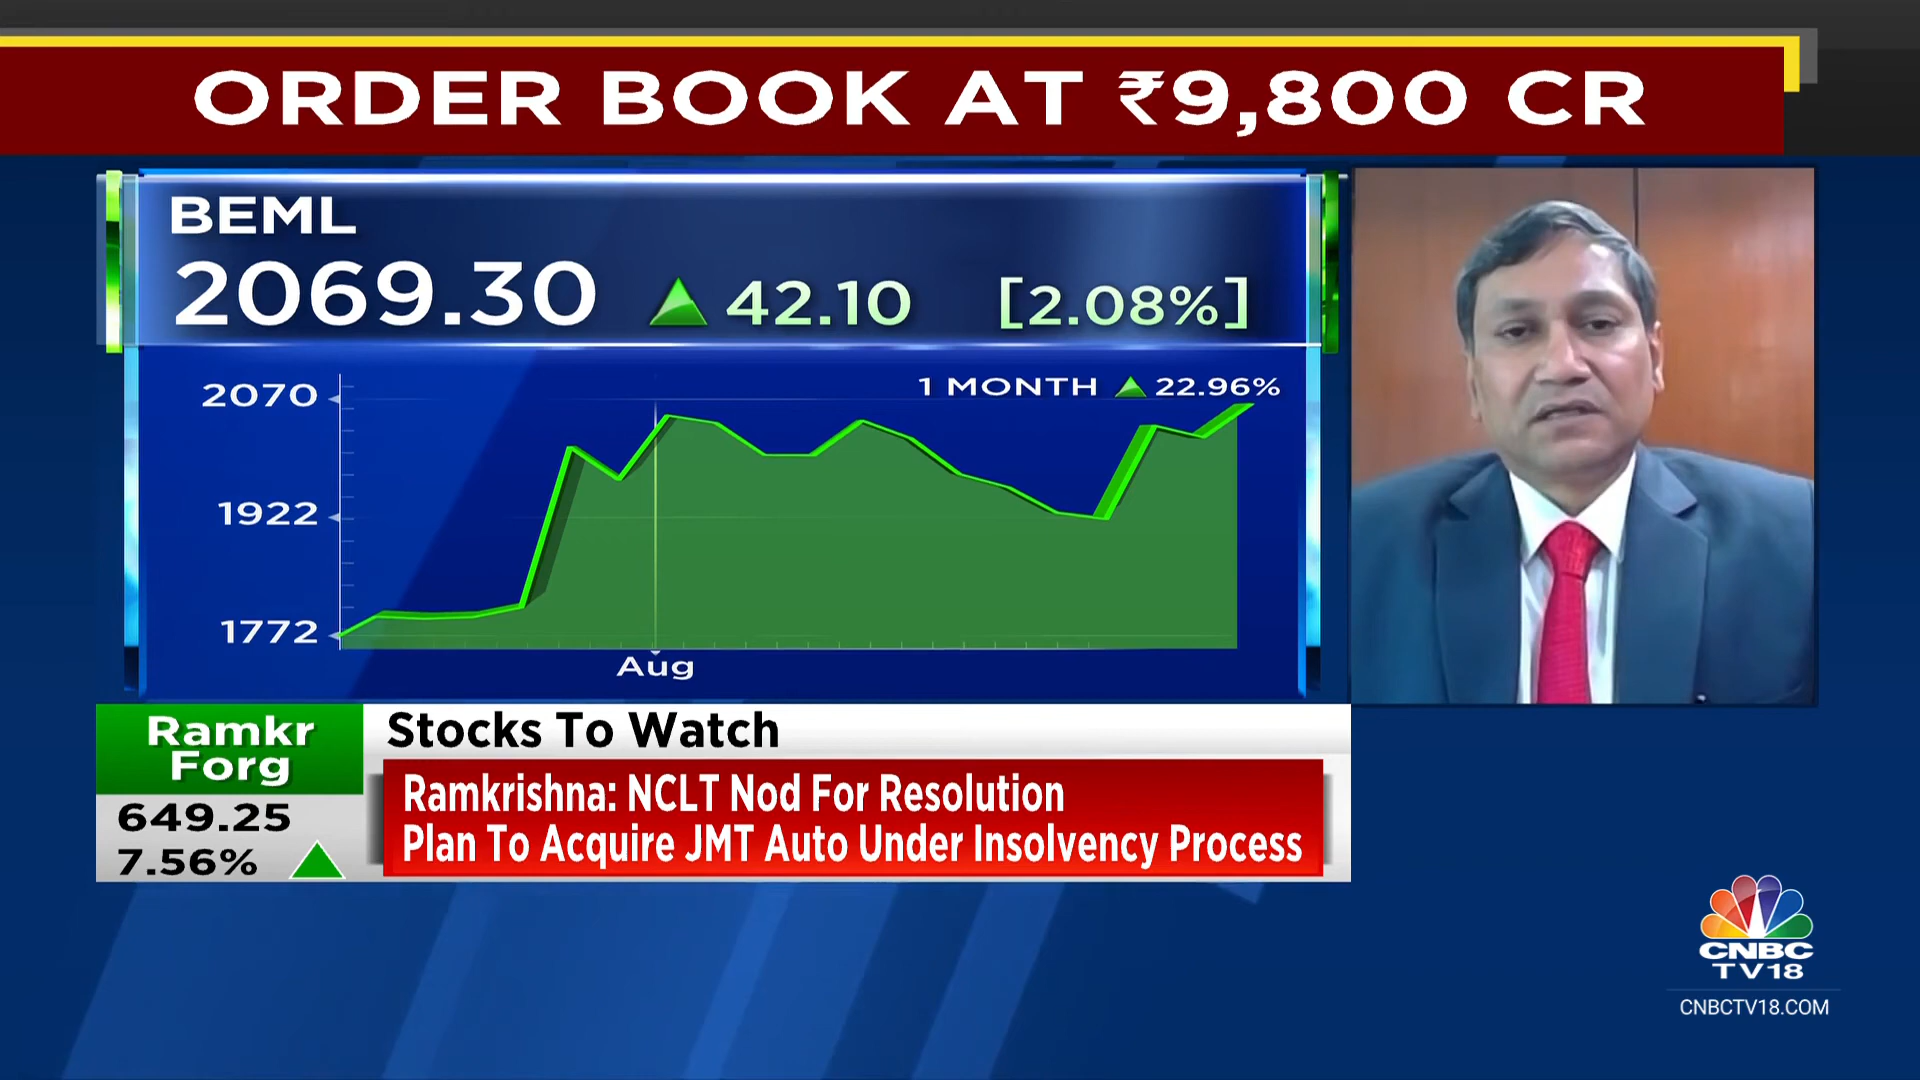 ORDER BOOK AT ₹9,800 CR
BEML
2069.30 ▲ 42.10 [2.08%]
1 MONTH ▲ 22.96%
2070
1922
1772
Aug
Ramkr
Forg
649.25
7.56% ▲
Stocks To Watch
Ramkrishna: NCLT Nod For Resolution
Plan To Acquire JMT Auto Under Insolvency Process
CNBC
TV18
CNBCTV18.COM